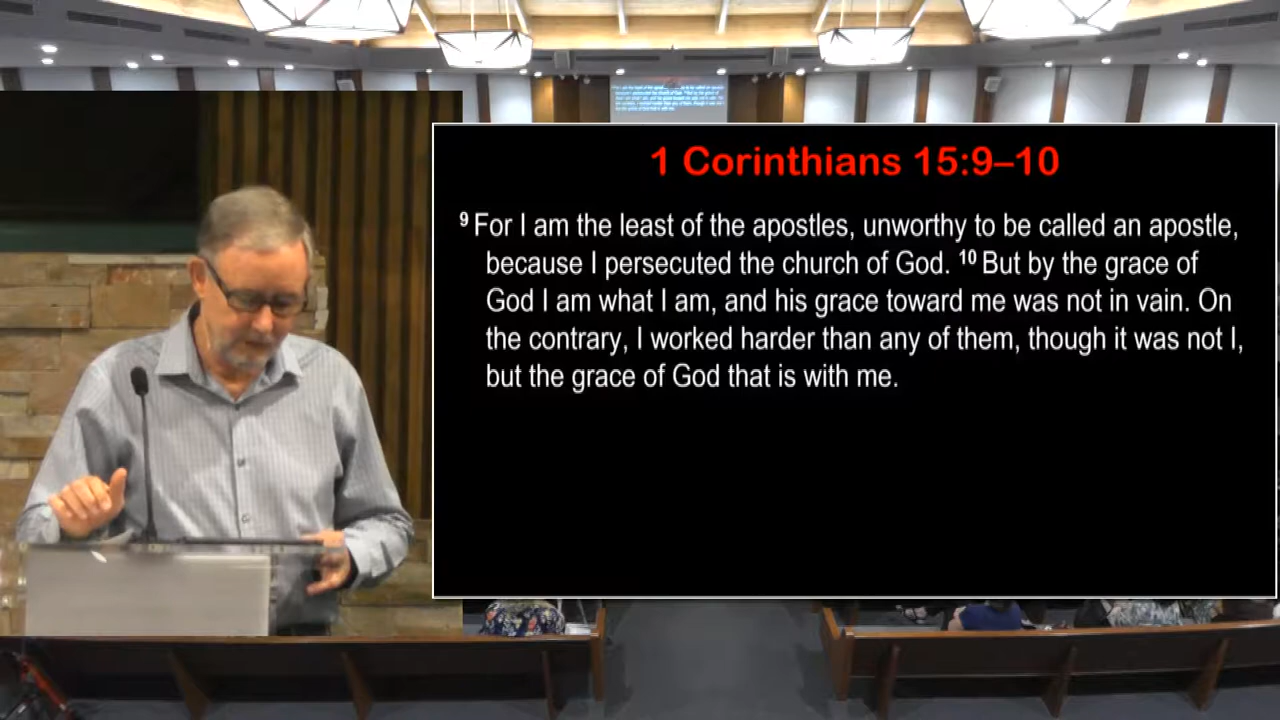 1 Corinthians 15:9–10
9 For I am the least of the apostles, unworthy to be called an apostle,
because I persecuted the church of God. 10 But by the grace of
God I am what I am, and his grace toward me was not in vain. On
the contrary, I worked harder than any of them, though it was not I,
but the grace of God that is with me.